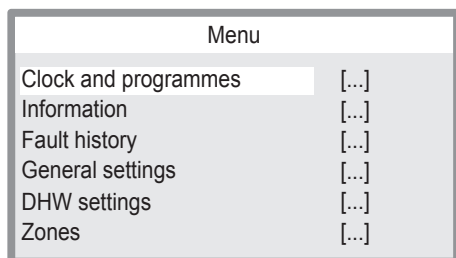 Menu
Clock and programmes [...]
Information [...]
Fault history [...]
General settings [...]
DHW settings [...]
Zones [...]